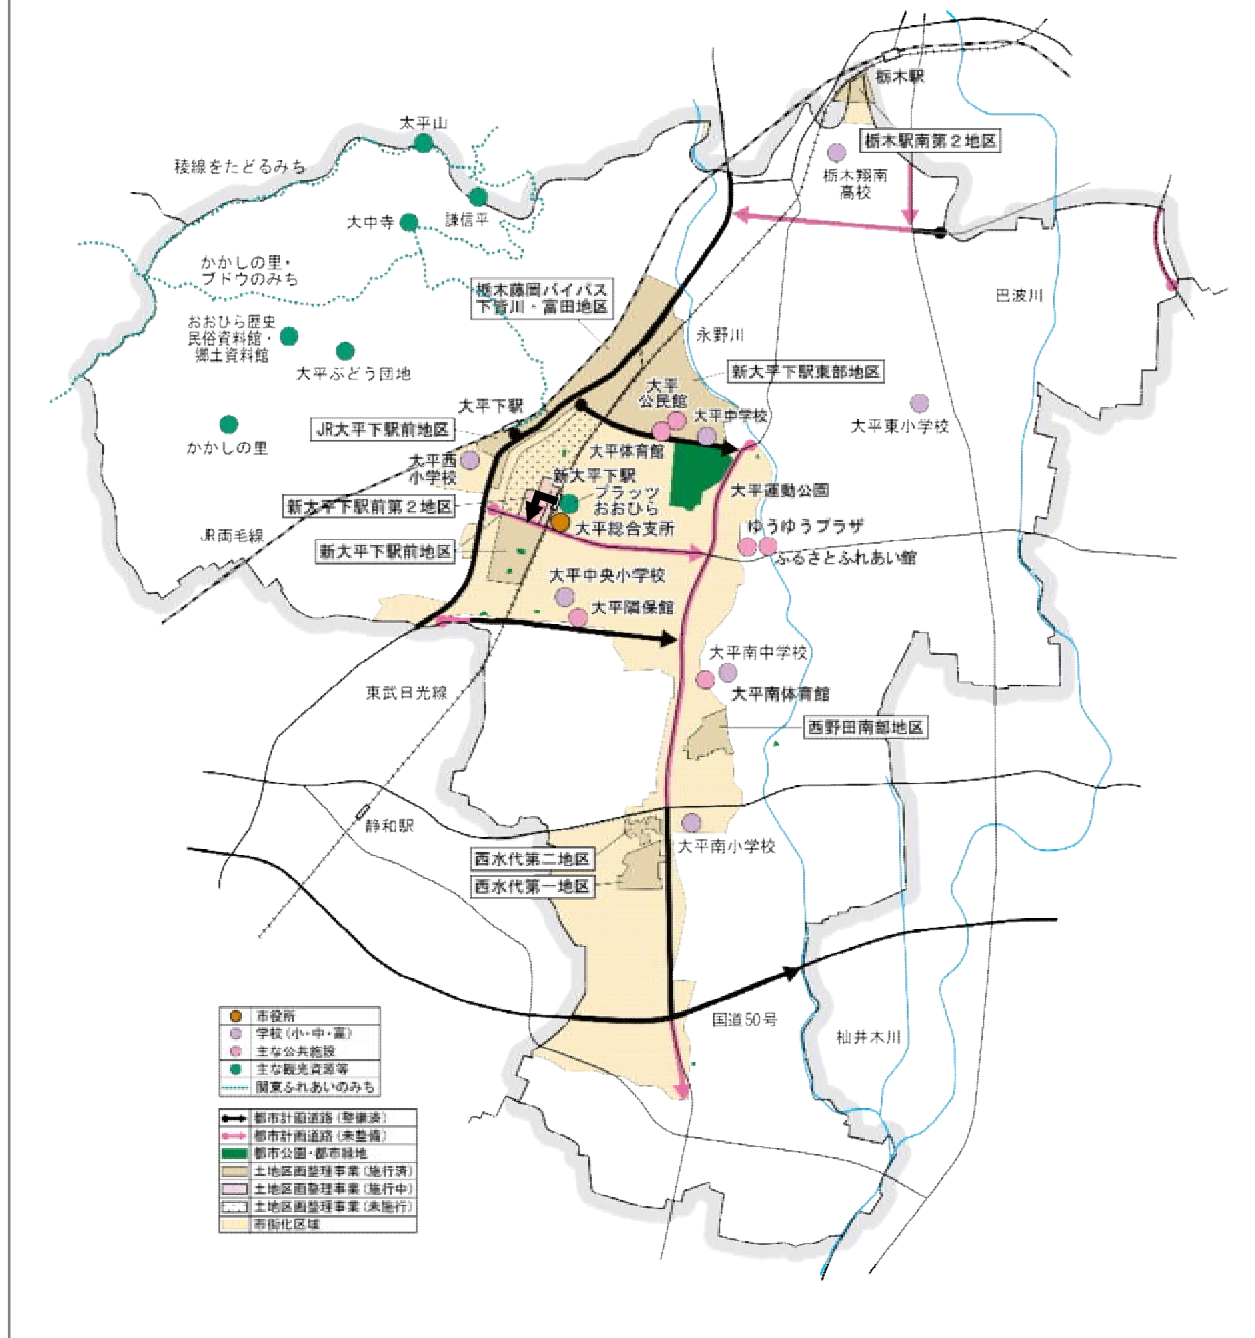 栃木駅
太平山
栃木駅南第2地区
稜線をたどるみち
栃木翔南
高校
大中寺
謙信平
かかしの里・
ブドウのみち
栃木藤岡バイパス
下皆川・富田地区
巴波川
おおひら歴史
民俗資料館・
郷土資料館
永野川
大平ぶどう団地
新大平下駅東部地区
大平
公民館
大平下駅
大平中学校
大平東小学校
JR大平下駅前地区
かかしの里
大平体育館
大平西
小学校
新大平下駅
プラッツ
おおひら
大平運動公園
新大平下駅前第2地区
大平総合支所
ゆうゆうプラザ
JR両毛線
新大平下駅前地区
ふるさとふれあい館
大平中央小学校
大平隣保館
大平南中学校
東武日光線
大平南体育館
西野田南部地区
静和駅
大平南小学校
西水代第二地区
西水代第一地区
国道50号
杣井木川
市役所
学校(小・中・高)
主な公共施設
主な観光資源等
関東ふれあいのみち
都市計画道路(整備済)
都市計画道路(未整備)
都市公園・都市緑地
土地区画整理事業(施行済)
土地区画整理事業(施行中)
土地区画整理事業(未施行)
市街化区域